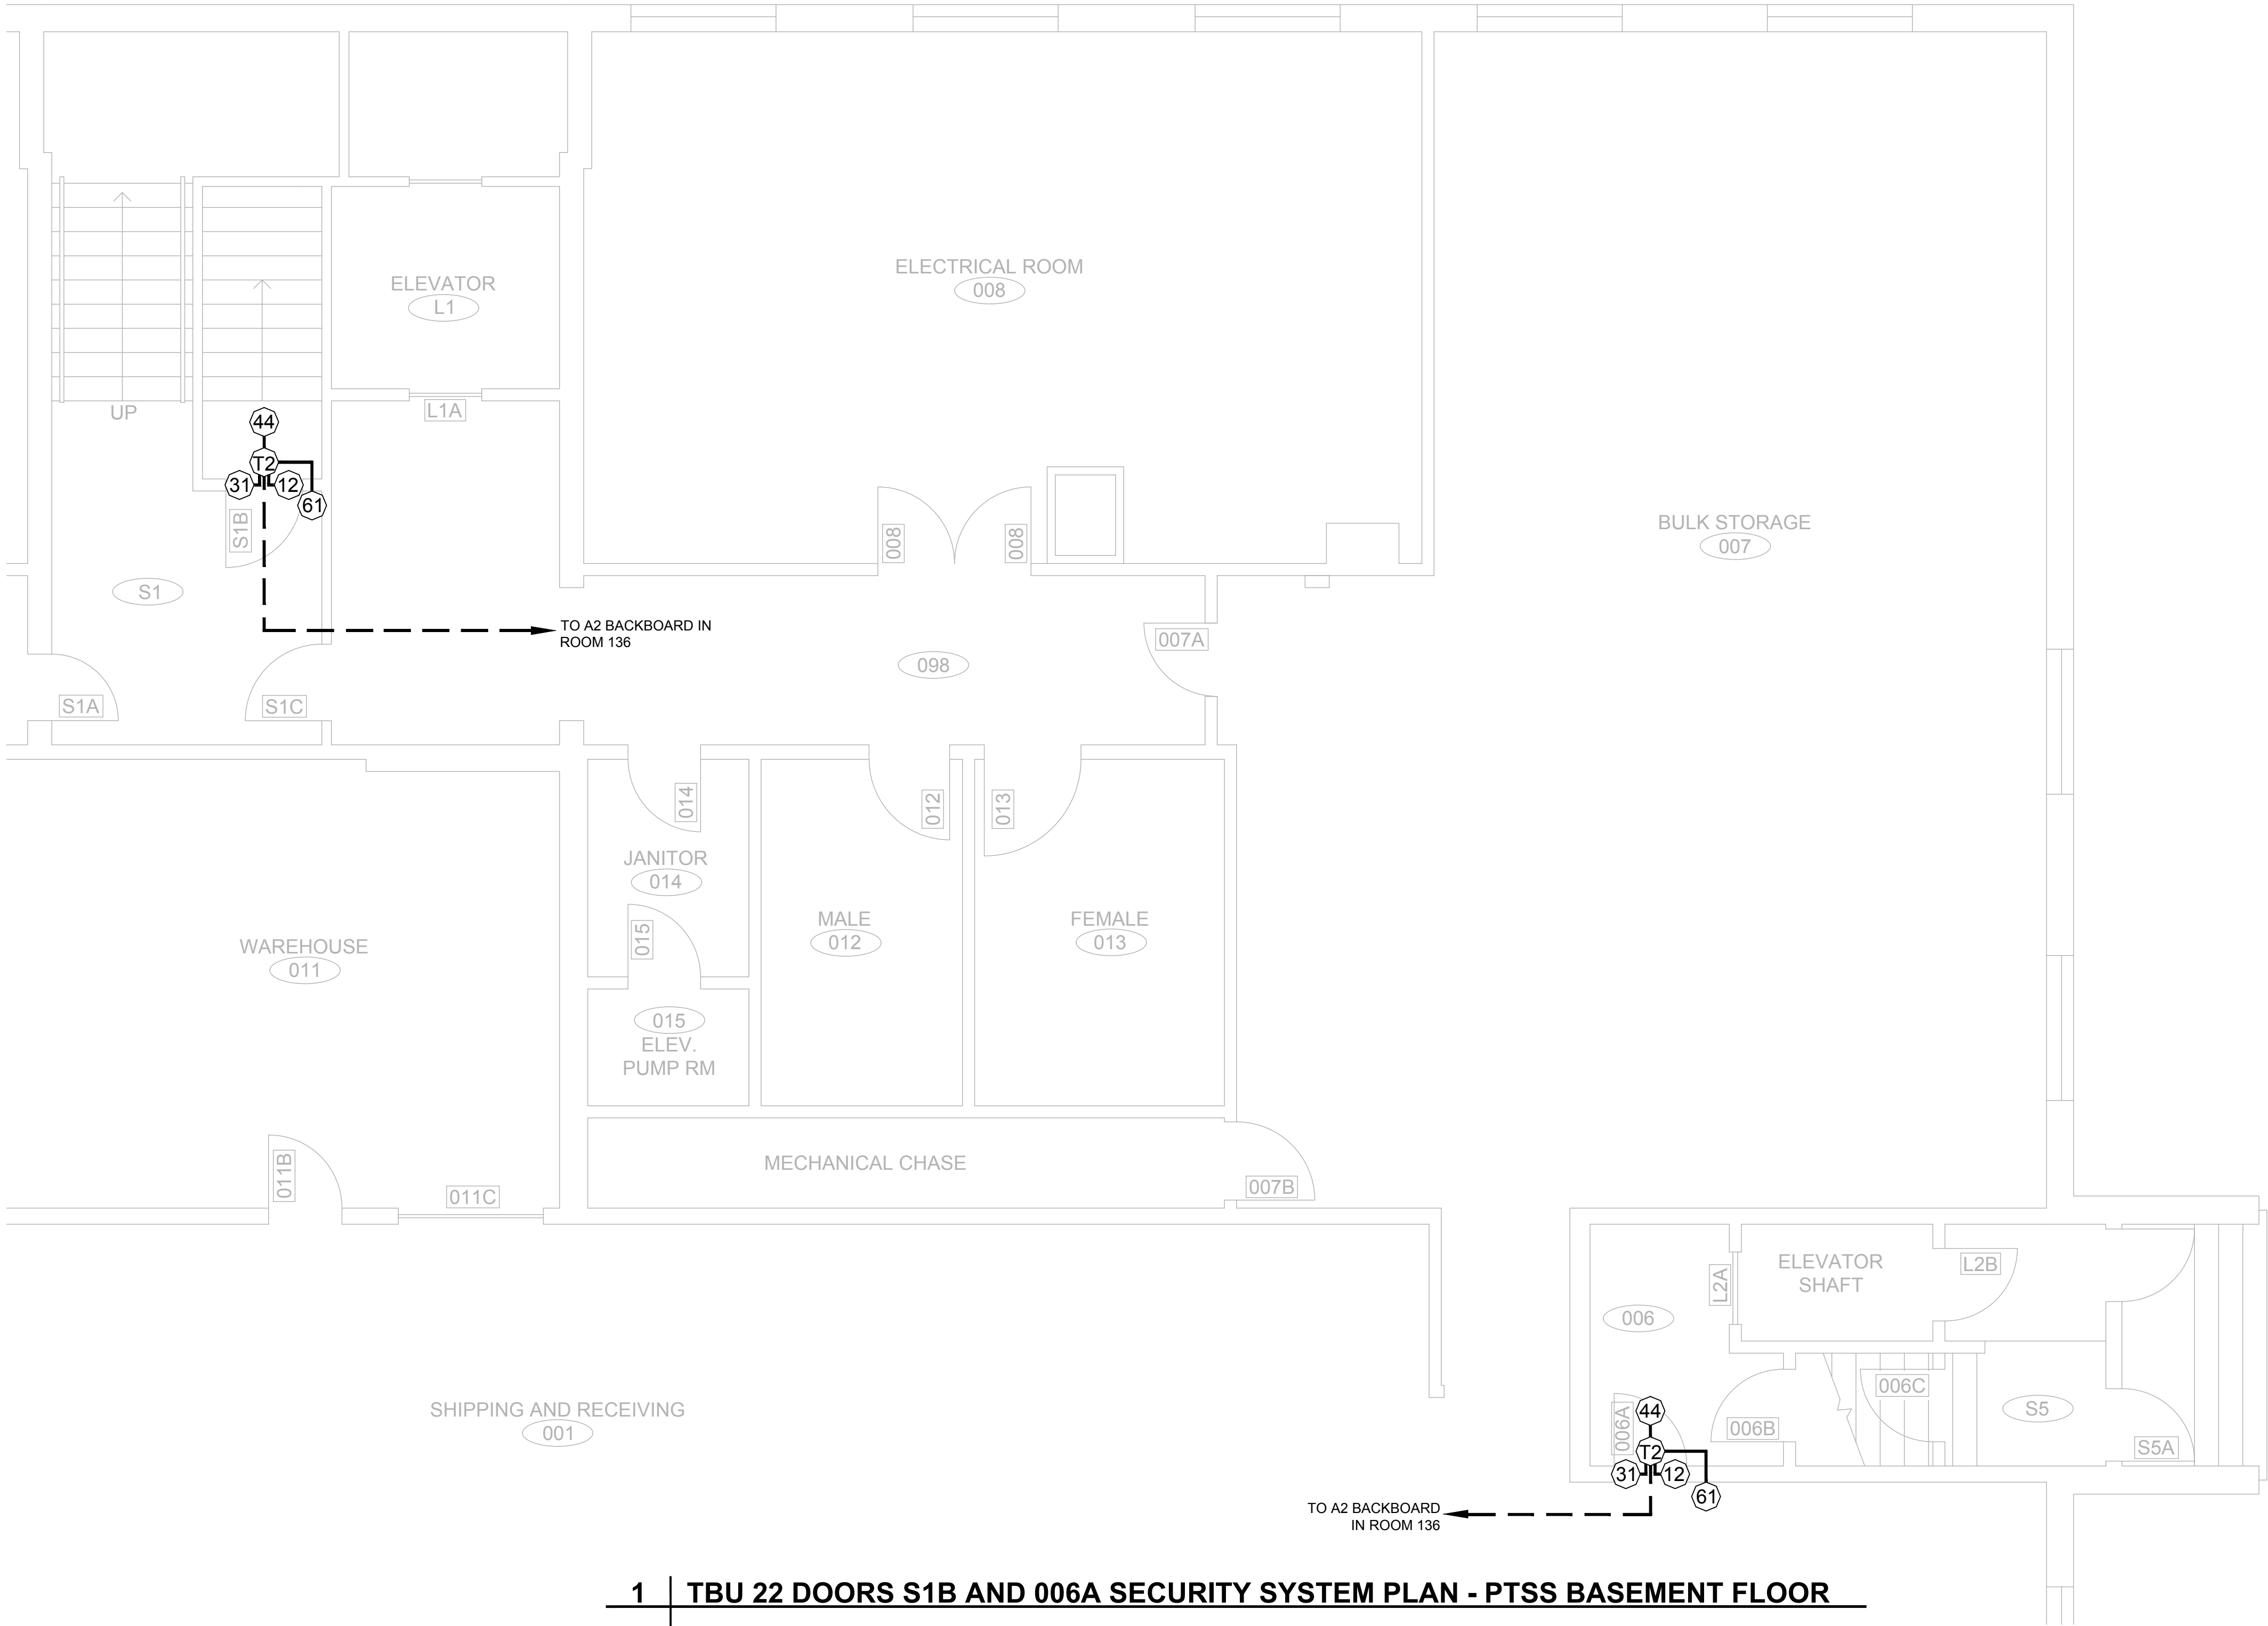 ELEVATOR
L1
ELECTRICAL ROOM
008
UP
L1A
44
T2
31
12
61
S1B
008
008
BULK STORAGE
007
S1
TO A2 BACKBOARD IN
ROOM 136
007A
098
S1A
S1C
014
012
013
JANITOR
014
WAREHOUSE
011
015
MALE
012
FEMALE
013
015
ELEV.
PUMP RM
011B
011C
MECHANICAL CHASE
007B
ELEVATOR
SHAFT
L2A
L2B
006
006C
SHIPPING AND RECEIVING
001
006A
44
T2
31
12
61
006B
S5
S5A
TO A2 BACKBOARD
IN ROOM 136
1 TBU 22 DOORS S1B AND 006A SECURITY SYSTEM PLAN - PTSS BASEMENT FLOOR